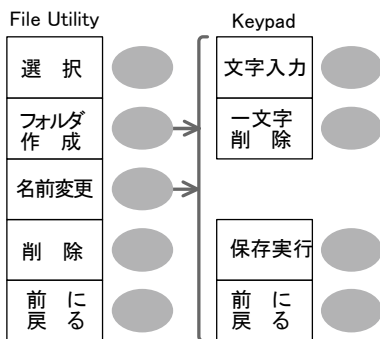 File Utility
選 択
フォルダ
作 成
名前変更
削 除
前 に
戻 る
Keypad
文字入力
一文字
削 除
保存実行
前 に
戻 る